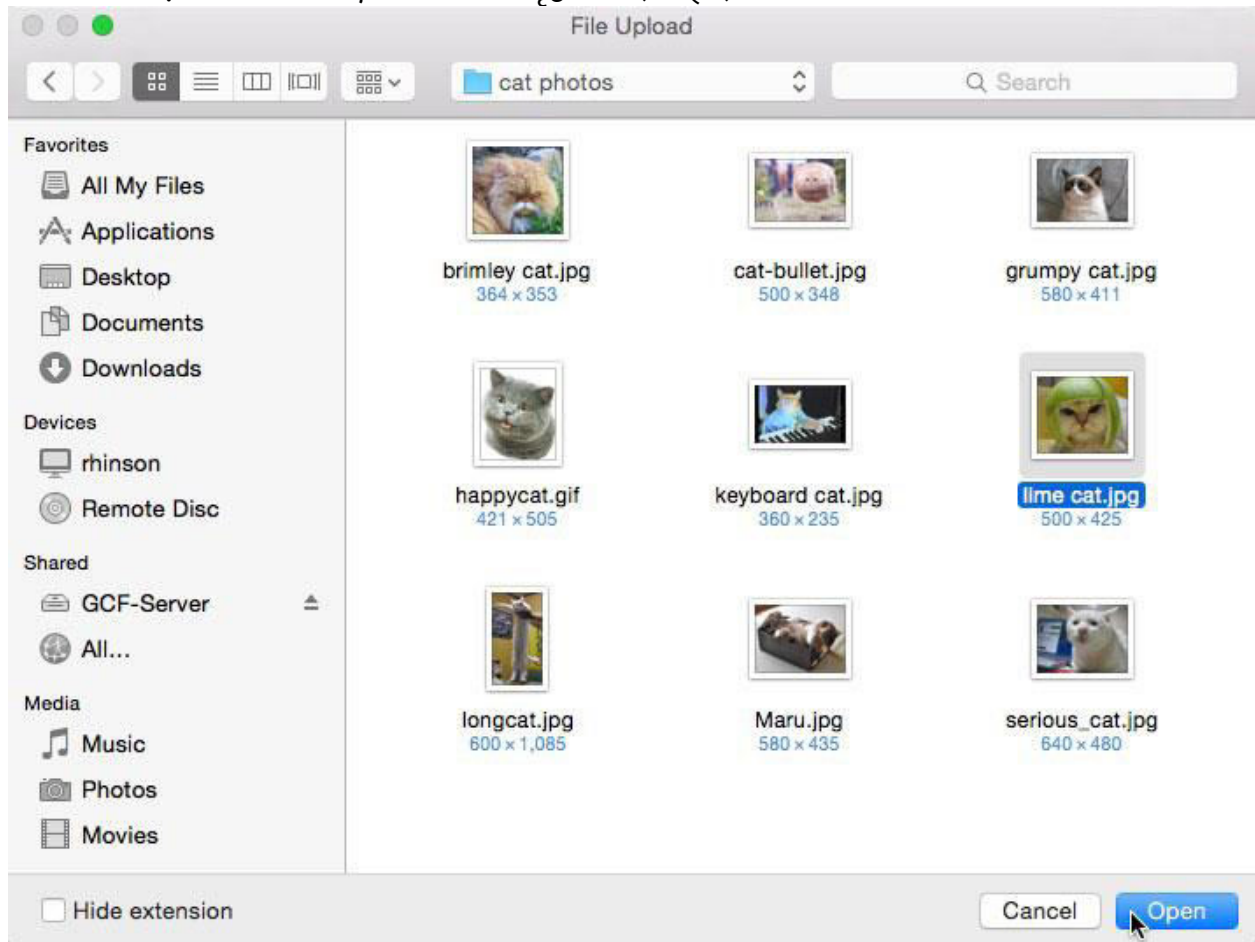 File Upload
cat photos
Search
Favorites
All My Files
Applications
Desktop
Documents
Downloads
Devices
rhinson
Remote Disc
Shared
GCF-Server
All...
Media
Music
Photos
Movies
brimley cat.jpg
364 × 353
cat-bullet.jpg
500 × 348
grumpy cat.jpg
580 × 411
happycat.gif
421 × 505
keyboard cat.jpg
360 × 235
lime cat.jpg
500 × 425
longcat.jpg
600 × 1,085
Maru.jpg
580 × 435
serious_cat.jpg
640 × 480
Hide extension
Cancel
Open